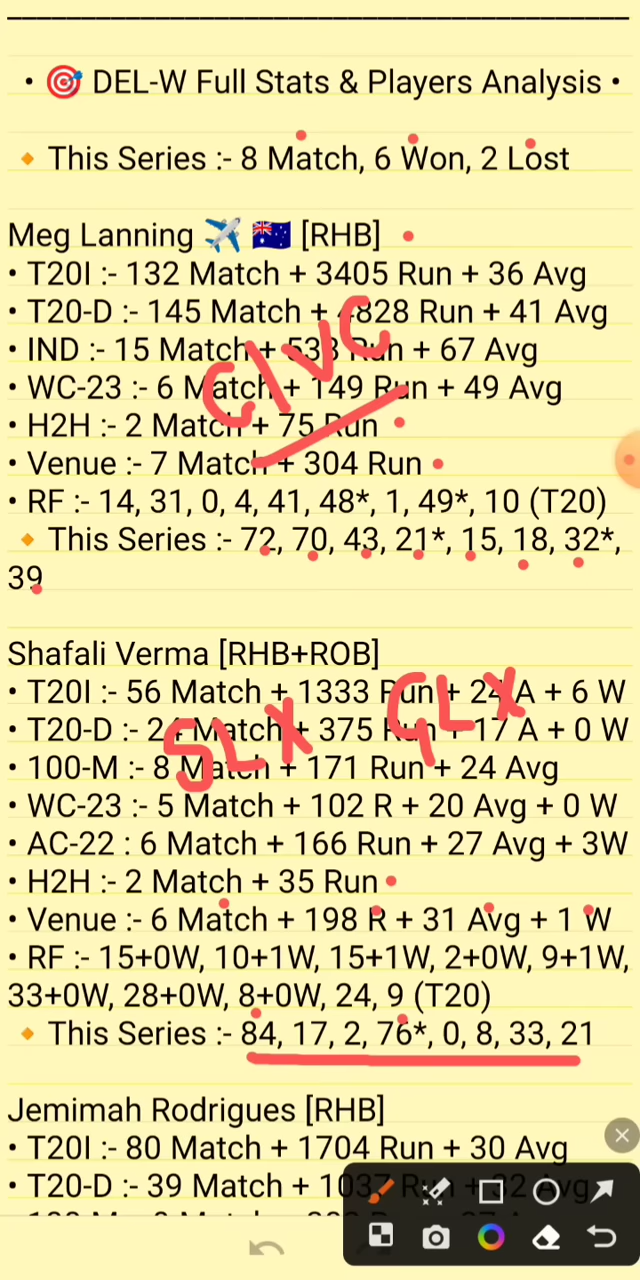 • 🎯 DEL-W Full Stats & Players Analysis •
🔸 This Series :- 8 Match, 6 Won, 2 Lost
Meg Lanning ✈️ 🇦🇺 [RHB]
• T20I :- 132 Match + 3405 Run + 36 Avg
• T20-D :- 145 Match + 4828 Run + 41 Avg
• IND :- 15 Match + 533 Run + 67 Avg
• WC-23 :- 6 Match + 149 Run + 49 Avg
C/VC
• H2H :- 2 Match + 75 Run
• Venue :- 7 Match + 304 Run
• RF :- 14, 31, 0, 4, 41, 48*, 1, 49*, 10 (T20)
🔸 This Series :- 72, 70, 43, 21*, 15, 18, 32*,
39
Shafali Verma [RHB+ROB]
• T20I :- 56 Match + 1333 Run + 24 A + 6 W
• T20-D :- 24 Match + 375 Run + 17 A + 0 W
SLX GLX
• 100-M :- 8 Match + 171 Run + 24 Avg
• WC-23 :- 5 Match + 102 R + 20 Avg + 0 W
• AC-22 : 6 Match + 166 Run + 27 Avg + 3W
• H2H :- 2 Match + 35 Run
• Venue :- 6 Match + 198 R + 31 Avg + 1 W
• RF :- 15+0W, 10+1W, 15+1W, 2+0W, 9+1W,
33+0W, 28+0W, 8+0W, 24, 9 (T20)
🔸 This Series :- 84, 17, 2, 76*, 0, 8, 33, 21
Jemimah Rodrigues [RHB]
• T20I :- 80 Match + 1704 Run + 30 Avg
• T20-D :- 39 Match + 1037 Run + 32 Avg